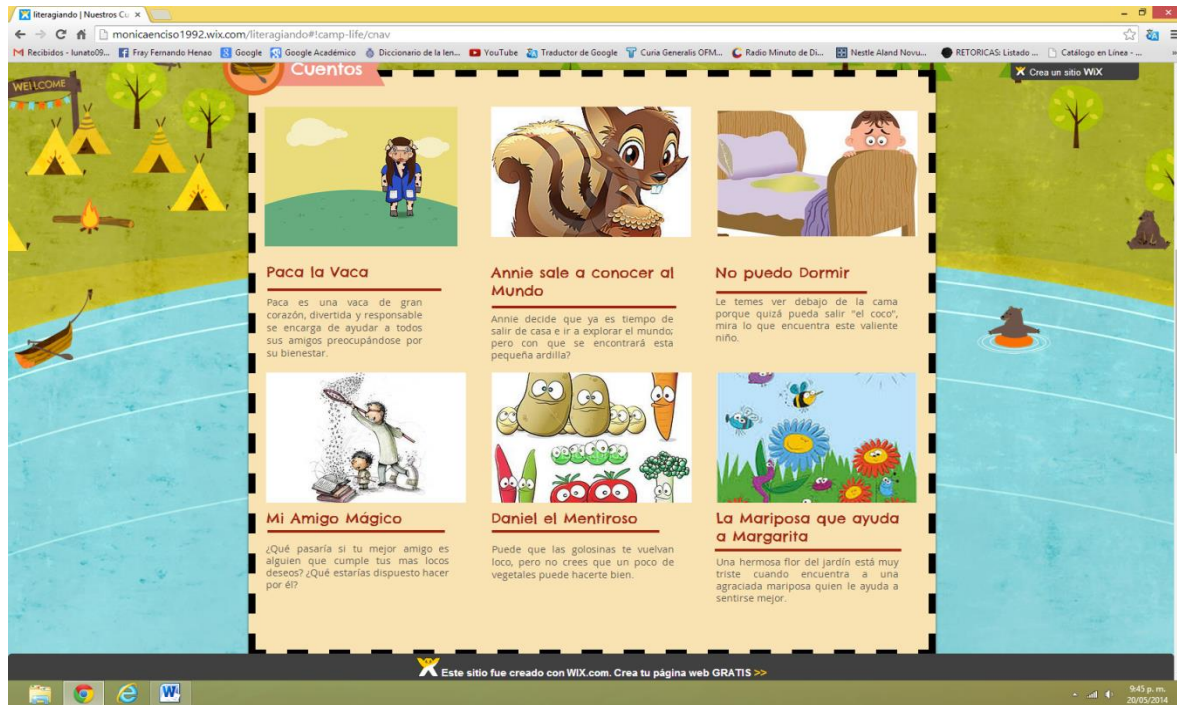 literagiando | Nuestros Cu
monicaenciso1992.wix.com/literagiando#!camp-life/cnav
Recibidos - lunato09... Fray Fernando Henao Google Google Académico Diccionario de la len... YouTube Traductor de Google Curia Generalis OFM... Radio Minuto de Di... Nestle Aland Novu... RETORICAS: Listado ... Catálogo en Línea - ... »
Crea un sitio WiX
Cuentos
WELLCOME
Paca la Vaca
Paca es una vaca de gran
corazón, divertida y responsable
se encarga de ayudar a todos
sus amigos preocupándose por
su bienestar.
Annie sale a conocer al
Mundo
Annie decide que ya es tiempo de
salir de casa e ir a explorar el mundo;
pero con que se encontrará esta
pequeña ardilla?
No puedo Dormir
Le temes ver debajo de la cama
porque quizá pueda salir "el coco",
mira lo que encuentra este valiente
niño.
Mi Amigo Mágico
¿Qué pasaría si tu mejor amigo es
alguien que cumple tus mas locos
deseos? ¿Qué estarías dispuesto hacer
por él?
Daniel el Mentiroso
Puede que las golosinas te vuelvan
loco, pero no crees que un poco de
vegetales puede hacerte bien.
La Mariposa que ayuda
a Margarita
Una hermosa flor del jardín está muy
triste cuando encuentra a una
agraciada mariposa quien le ayuda a
sentirse mejor.
Este sitio fue creado con WIX.com. Crea tu página web GRATIS >>
9:45 p. m.
20/05/2014